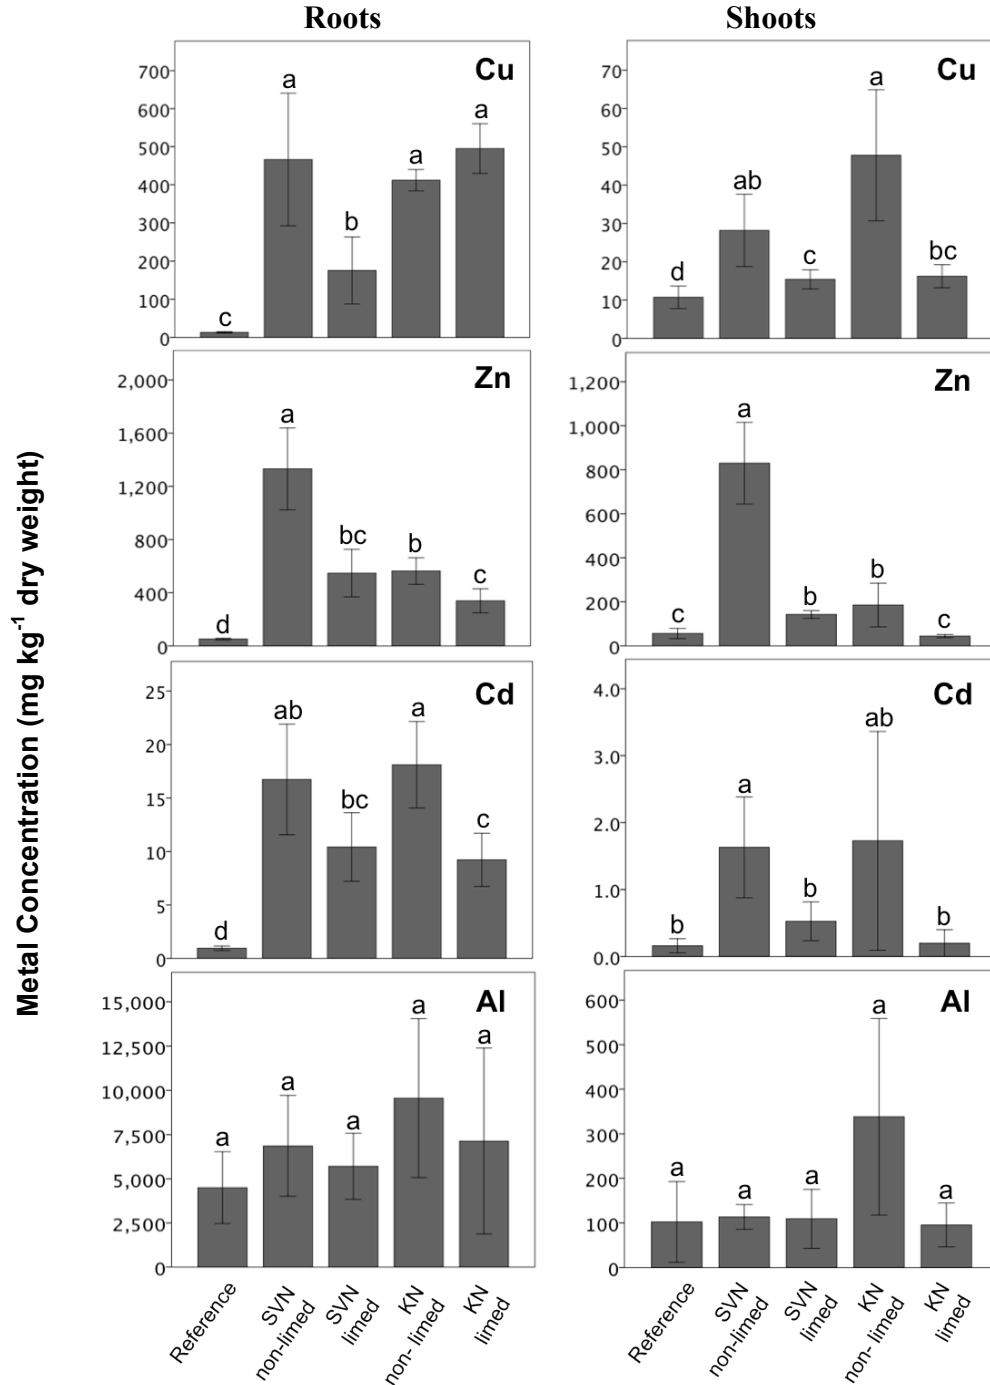 Roots
Shoots
Metal Concentration (mg kg⁻¹ dry weight)
Cu
700
600
500
400
300
200
100
0
c
a
b
a
a
Cu
70
60
50
40
30
20
10
0
d
ab
c
a
bc
Zn
2,000
1,600
1,200
800
400
0
d
a
bc
b
c
Zn
1,200
1,000
800
600
400
200
0
c
a
b
b
c
Cd
25
20
15
10
5
0
d
ab
bc
a
c
Cd
4.0
3.0
2.0
1.0
0.0
b
a
b
ab
b
Al
15,000
12,500
10,000
7,500
5,000
2,500
0
a
a
a
a
a
Al
600
500
400
300
200
100
0
a
a
a
a
a
Reference
SVN
non-limed
SVN
limed
KN
non- limed
KN
limed
Reference
SVN
non-limed
SVN
limed
KN
non- limed
KN
limed